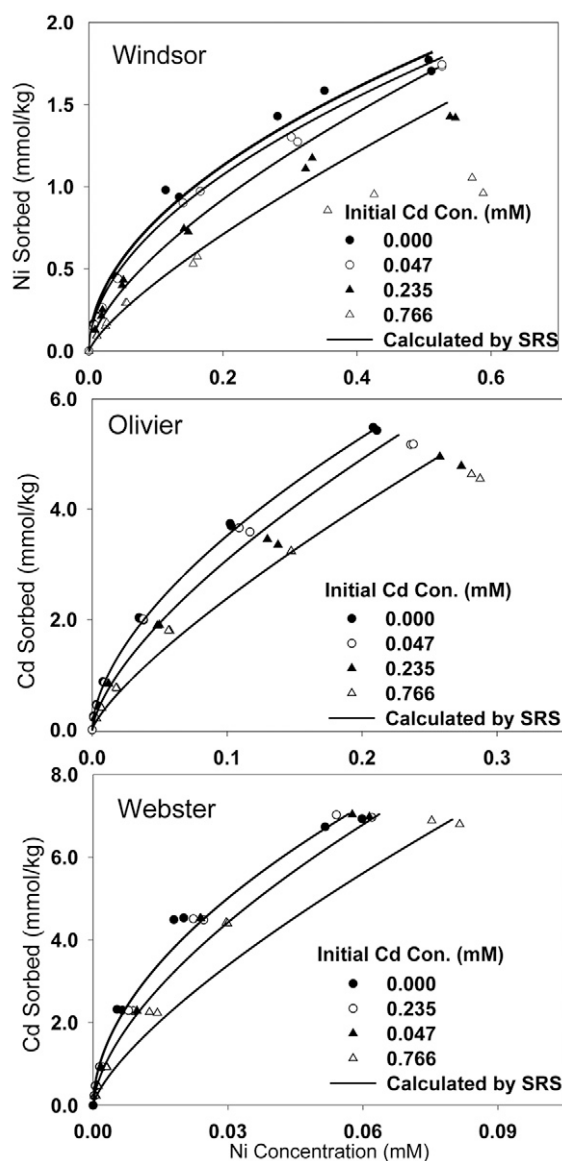 Windsor
2.0
1.5
1.0
0.5
0.0
Ni Sorbed (mmol/kg)
Initial Cd Con. (mM)
0.000
0.047
0.235
0.766
Calculated by SRS
0.0 0.2 0.4 0.6
Olivier
6.0
4.0
2.0
0.0
Cd Sorbed (mmol/kg)
Initial Cd Con. (mM)
0.000
0.047
0.235
0.766
Calculated by SRS
0.0 0.1 0.2 0.3
Webster
8.0
6.0
4.0
2.0
0.0
Cd Sorbed (mmol/kg)
Initial Cd Con. (mM)
0.000
0.235
0.047
0.766
Calculated by SRS
0.00 0.03 0.06 0.09
Ni Concentration (mM)